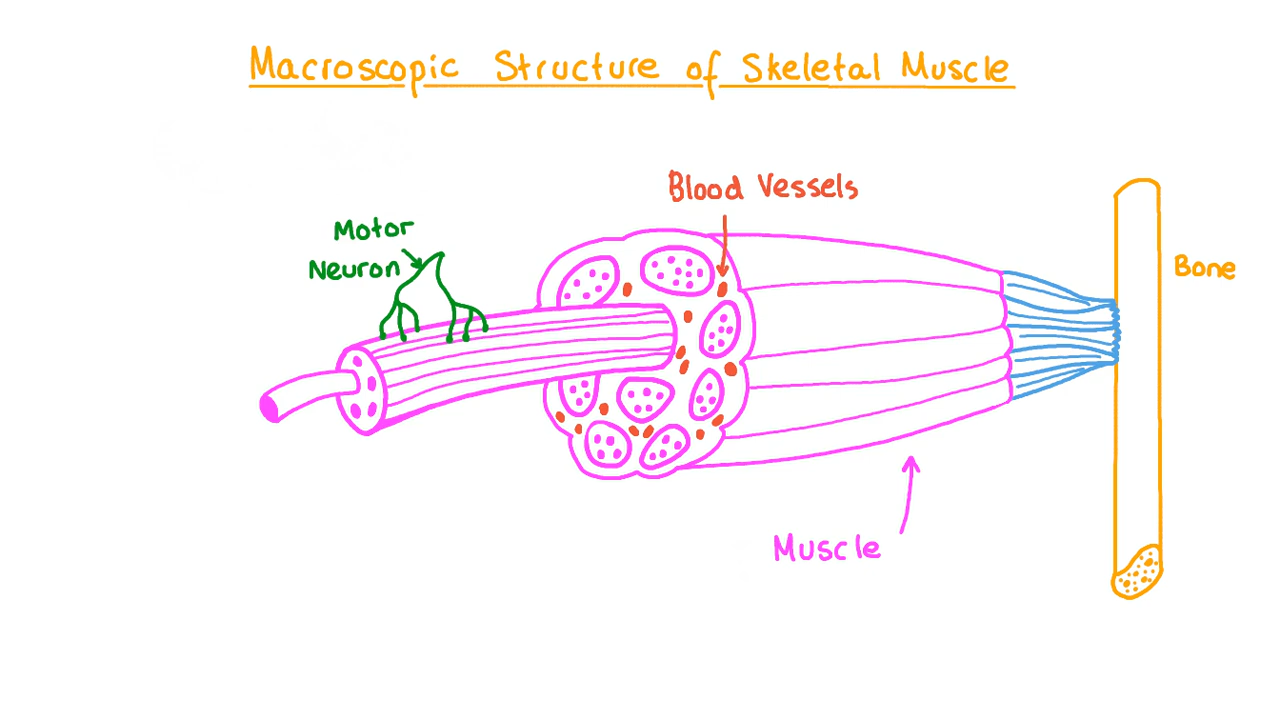 Macroscopic Structure of Skeletal Muscle
Blood Vessels
Motor
Neuron
Bone
Muscle